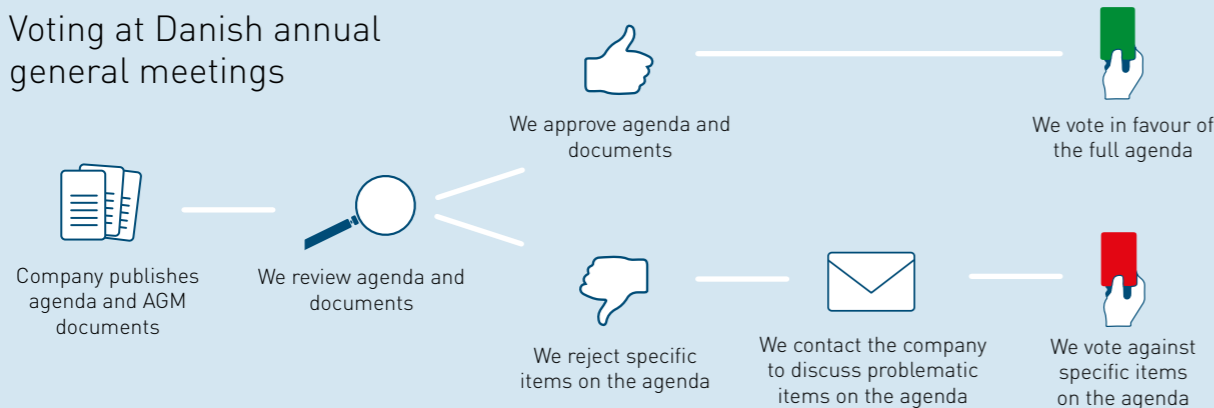 Voting at Danish annual
general meetings
We approve agenda and
documents
We vote in favour of
the full agenda
Company publishes
agenda and AGM
documents
We review agenda and
documents
We reject specific
items on the agenda
We contact the company
to discuss problematic
items on the agenda
We vote against
specific items
on the agenda